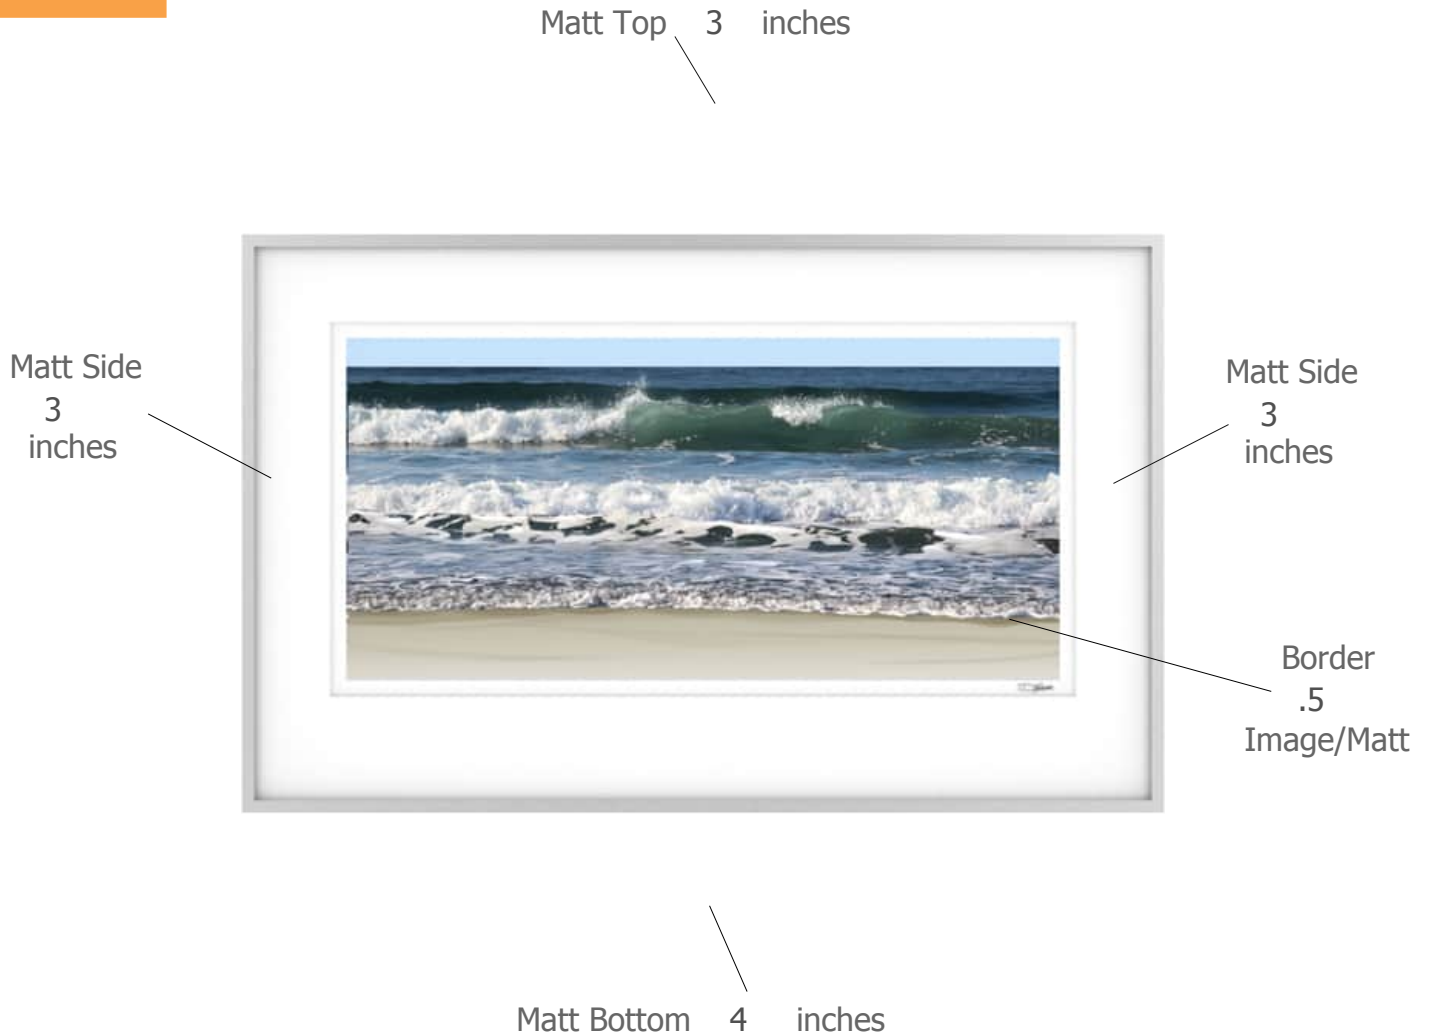 Matt Top 3 inches
Matt Side
3
inches
Matt Side
3
inches
Border
.5
Image/Matt
Matt Bottom 4 inches